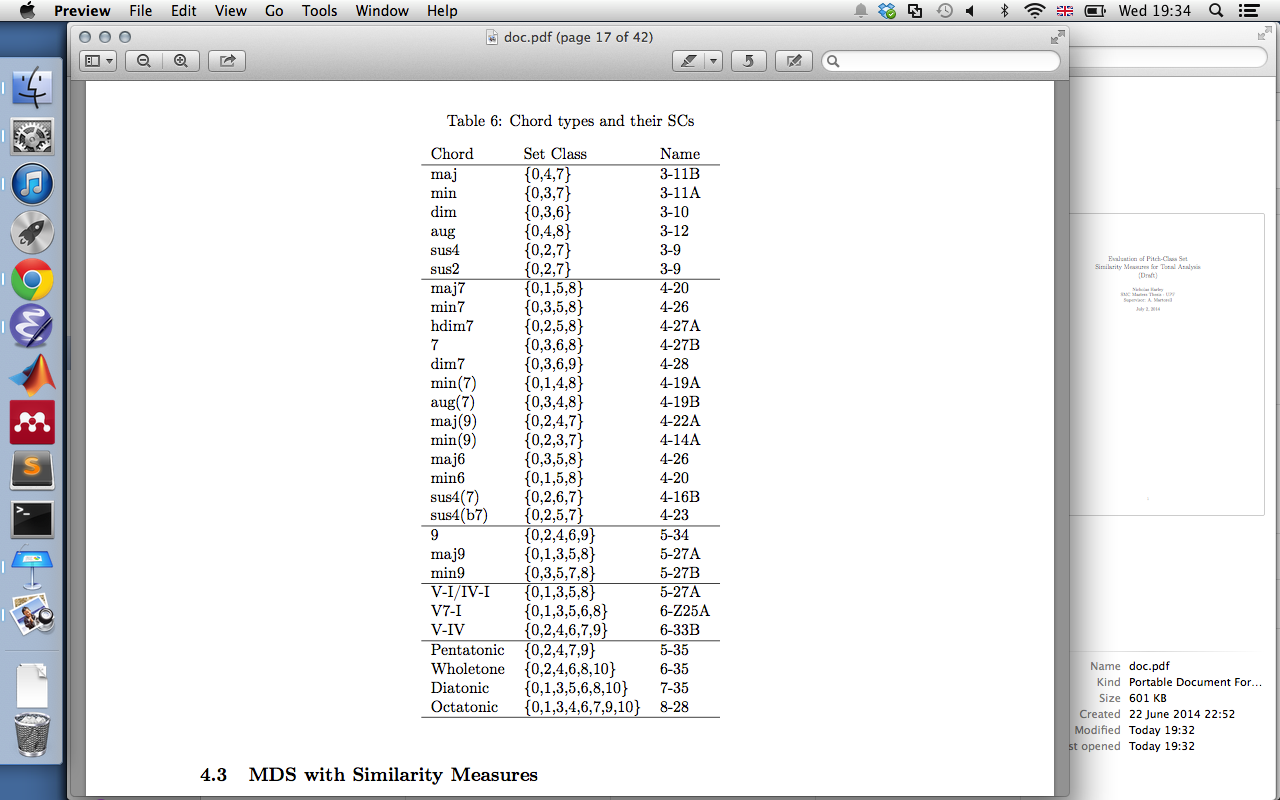 Preview File Edit View Go Tools Window Help Wed 19:34
doc.pdf (page 17 of 42)
Table 6: Chord types and their SCs
Chord Set Class Name
maj {0,4,7} 3-11B
min {0,3,7} 3-11A
dim {0,3,6} 3-10
aug {0,4,8} 3-12
sus4 {0,2,7} 3-9
sus2 {0,2,7} 3-9
maj7 {0,1,5,8} 4-20
min7 {0,3,5,8} 4-26
hdim7 {0,2,5,8} 4-27A
7 {0,3,6,8} 4-27B
dim7 {0,3,6,9} 4-28
min(7) {0,1,4,8} 4-19A
aug(7) {0,3,4,8} 4-19B
maj(9) {0,2,4,7} 4-22A
min(9) {0,2,3,7} 4-14A
maj6 {0,3,5,8} 4-26
min6 {0,1,5,8} 4-20
sus4(7) {0,2,6,7} 4-16B
sus4(b7) {0,2,5,7} 4-23
9 {0,2,4,6,9} 5-34
maj9 {0,1,3,5,8} 5-27A
min9 {0,3,5,7,8} 5-27B
V-I/IV-I {0,1,3,5,8} 5-27A
V7-I {0,1,3,5,6,8} 6-Z25A
V-IV {0,2,4,6,7,9} 6-33B
Pentatonic {0,2,4,7,9} 5-35
Wholetone {0,2,4,6,8,10} 6-35
Diatonic {0,1,3,5,6,8,10} 7-35
Octatonic {0,1,3,4,6,7,9,10} 8-28
4.3 MDS with Similarity Measures
Evaluation of Pitch-Class Set
Similarity Measures for Tonal Analysis
(Draft)
SMC Masters Thesis - UPF
Supervisor: A. Martorell
July 2, 2014
Name doc.pdf
Kind Portable Document For...
Size 601 KB
Created 22 June 2014 22:52
Modified Today 19:32
st opened Today 19:32